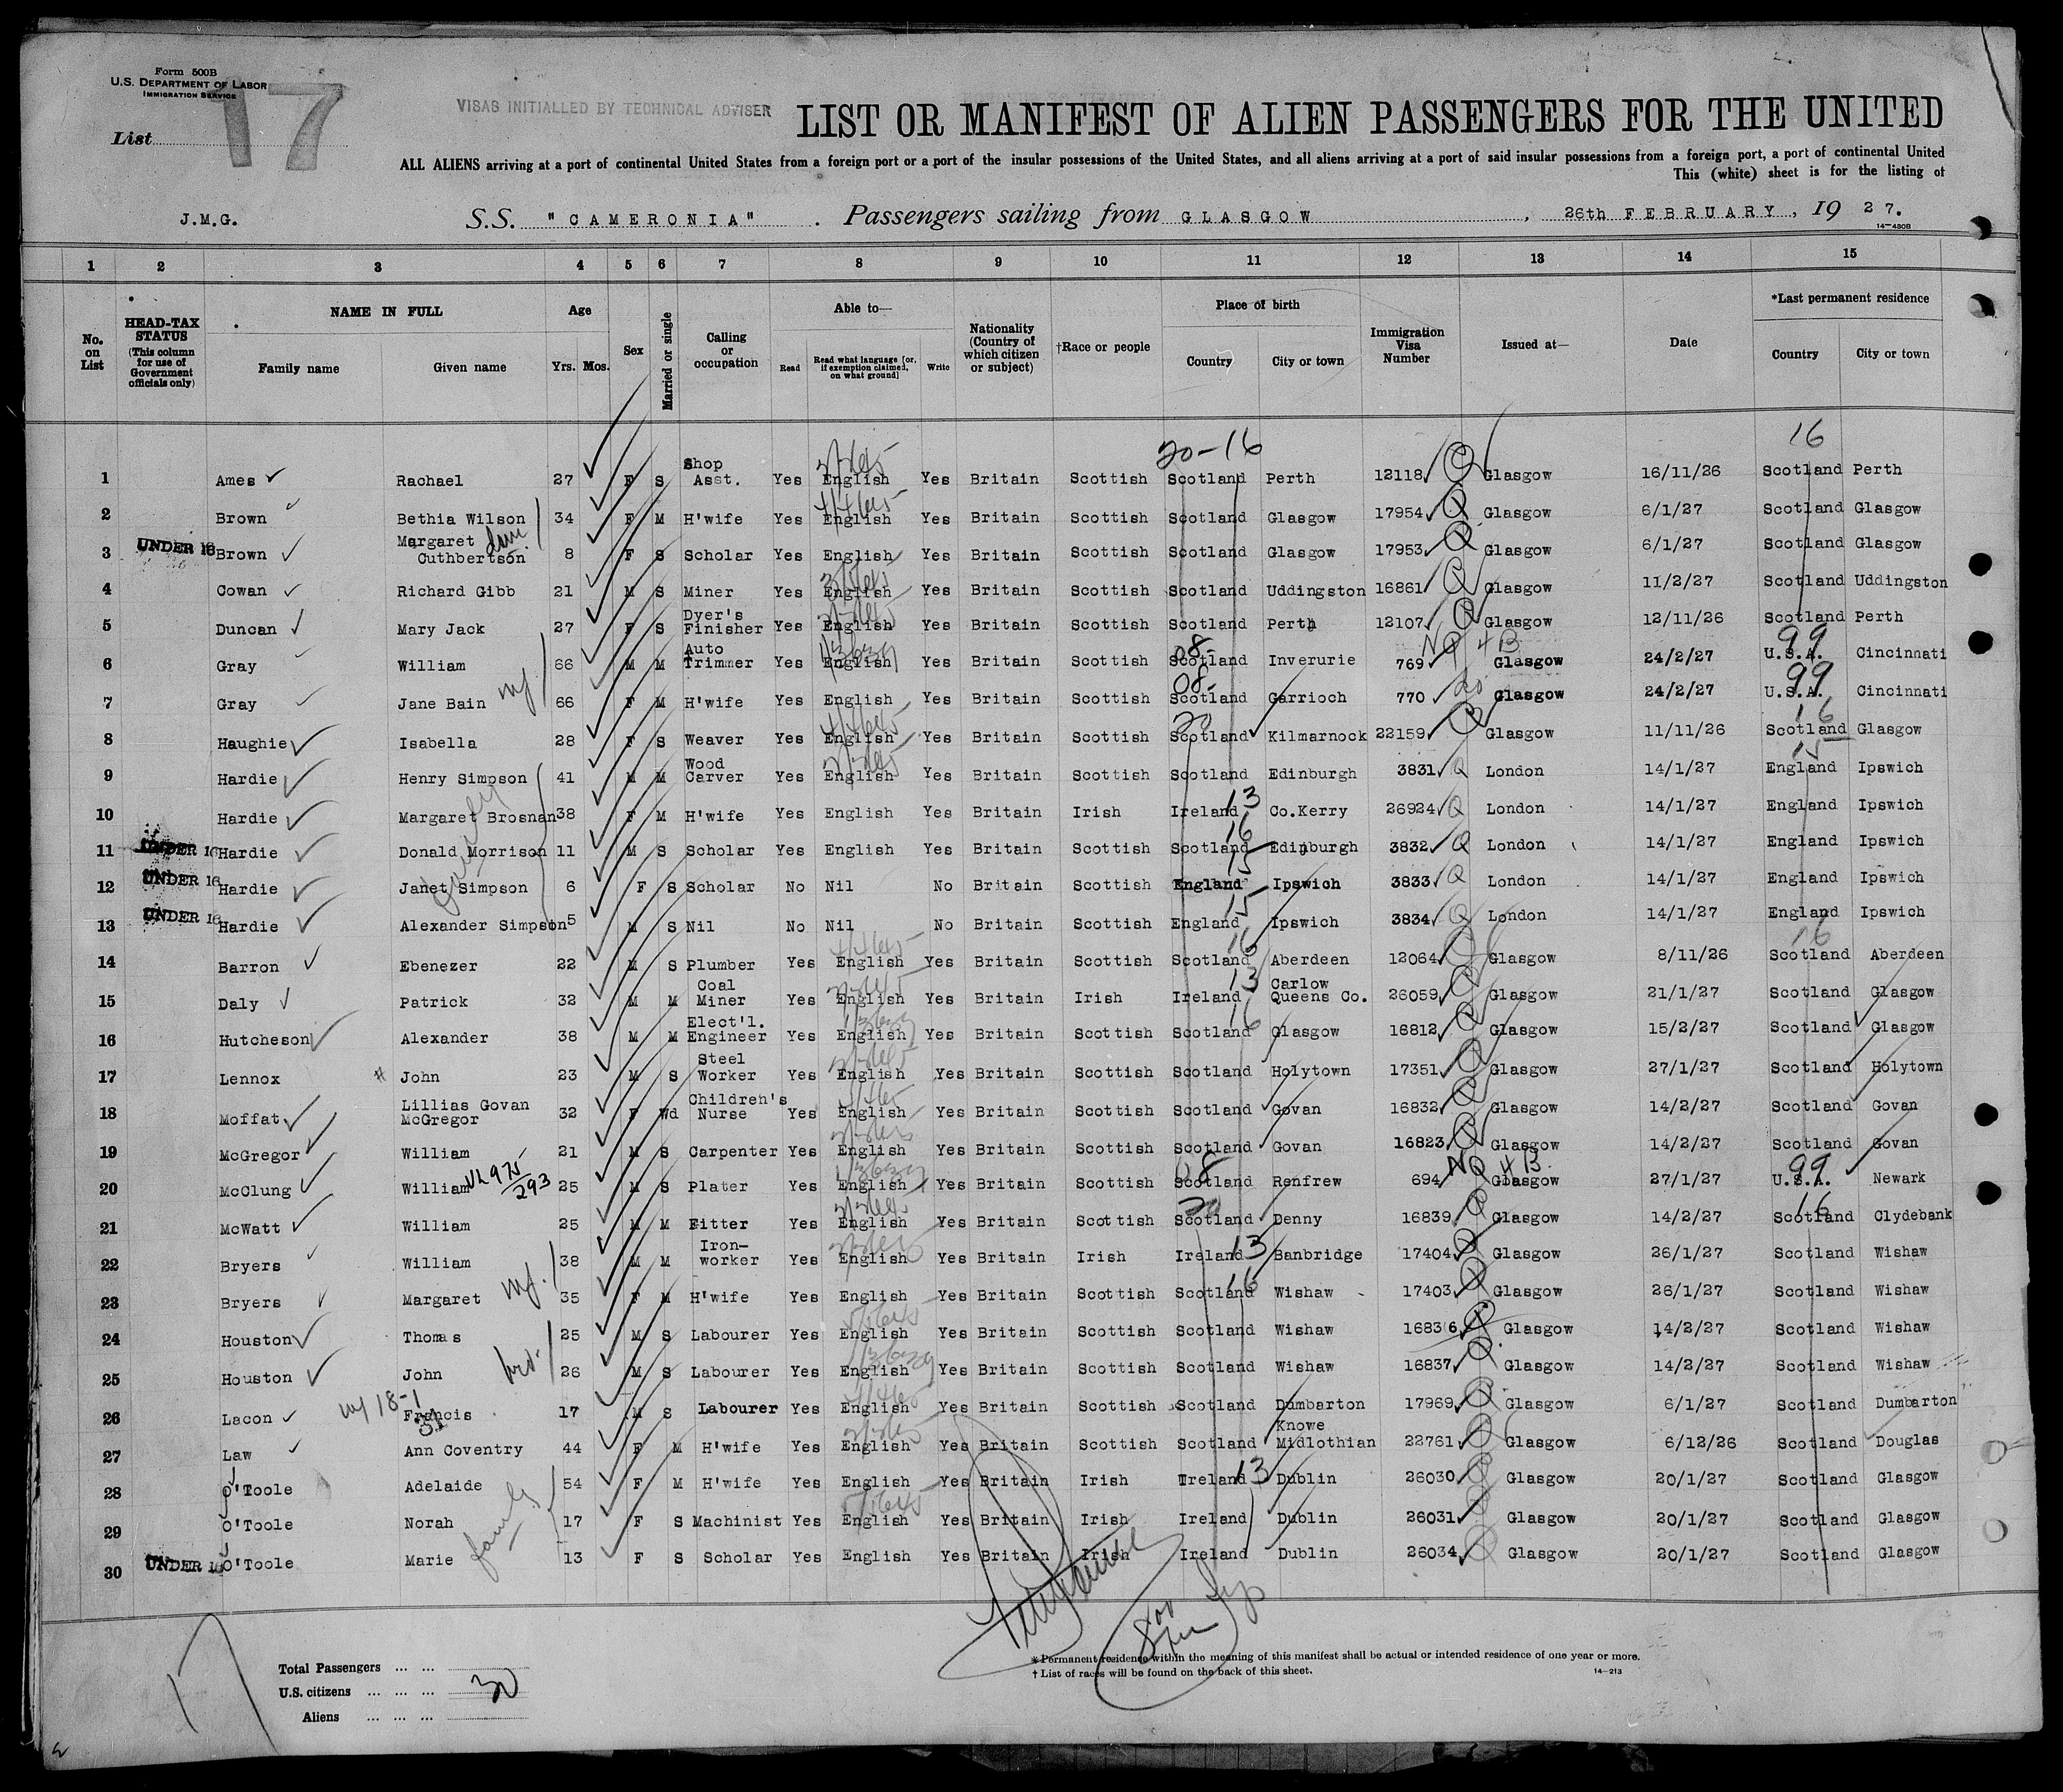 Form 500B
U.S. DEPARTMENT OF LABOR
IMMIGRATION SERVICE
List 17
VISAS INITIALLED BY TECHNICAL ADVISER
LIST OR MANIFEST OF ALIEN PASSENGERS FOR THE UNITED
ALL ALIENS arriving at a port of continental United States from a foreign port or a port of the insular possessions of the United States, and all aliens arriving at a port of said insular possessions from a foreign port, a port of continental United
This (white) sheet is for the listing of
J.M.G. S.S. "CAMERONIA". Passengers sailing from GLASGOW, 26th FEBRUARY, 19 27.
14-480B
1 2 3 4 5 6 7 8 9 10 11 12 13 14 15
No. on List
HEAD-TAX STATUS (This column for use of Government officials only)
NAME IN FULL Family name Given name
Age Yrs. Mos.
Sex
Married or single
Calling or occupation
Able to— Read Read what language [or, if exemption claimed, on what ground] Write
Nationality (Country of which citizen or subject)
†Race or people
Place of birth Country City or town
Immigration Visa Number
Issued at—
Date
*Last permanent residence Country City or town
20-16 16
1 Ames Rachael 27 F S Shop Asst. Yes English Yes Britain Scottish Scotland Perth 12118 Glasgow 16/11/26 Scotland Perth
2 Brown Bethia Wilson 34 F M H'wife Yes English Yes Britain Scottish Scotland Glasgow 17954 Glasgow 6/1/27 Scotland Glasgow
3 UNDER 16 Brown Margaret Cuthbertson 8 F S Scholar Yes English Yes Britain Scottish Scotland Glasgow 17953 Glasgow 6/1/27 Scotland Glasgow
4 Cowan Richard Gibb 21 M S Miner Yes English Yes Britain Scottish Scotland Uddingston 16861 Glasgow 11/2/27 Scotland Uddingston
5 Duncan Mary Jack 27 F S Dyer's Finisher Yes English Yes Britain Scottish Scotland Perth 12107 Glasgow 12/11/26 Scotland Perth
NQ 4B 08- 99
6 Gray William 66 M M Auto Trimmer Yes English Yes Britain Scottish Scotland Inverurie 769 Glasgow 24/2/27 U.S.A. Cincinnati
08- do 99
7 Gray Jane Bain 66 F M H'wife Yes English Yes Britain Scottish Scotland Garrioch 770 Glasgow 24/2/27 U.S.A. Cincinnati
20 16
8 Haughie Isabella 28 F S Weaver Yes English Yes Britain Scottish Scotland Kilmarnock 22159 Glasgow 11/11/26 Scotland Glasgow
15
9 Hardie Henry Simpson 41 M M Wood Carver Yes English Yes Britain Scottish Scotland Edinburgh 3831 London 14/1/27 England Ipswich
10 Hardie Margaret Brosnan 38 F M H'wife Yes English Yes Britain Irish Ireland 13 Co.Kerry 26924 London 14/1/27 England Ipswich
16
11 UNDER 16 Hardie Donald Morrison 11 M S Scholar Yes English Yes Britain Scottish Scotland Edinburgh 3832 London 14/1/27 England Ipswich
15
12 UNDER 16 Hardie Janet Simpson 6 F S Scholar No Nil No Britain Scottish England Ipswich 3833 London 14/1/27 England Ipswich
15
13 UNDER 16 Hardie Alexander Simpson 5 M S Nil No Nil No Britain Scottish England Ipswich 3834 London 14/1/27 England Ipswich
family
16 16
14 Barron Ebenezer 22 M S Plumber Yes English Yes Britain Scottish Scotland Aberdeen 12064 Glasgow 8/11/26 Scotland Aberdeen
15 Daly Patrick 32 M M Coal Miner Yes English Yes Britain Irish Ireland 13 Carlow Queens Co. 26059 Glasgow 21/1/27 Scotland Glasgow
16
16 Hutcheson Alexander 38 M M Elect'l. Engineer Yes English Yes Britain Scottish Scotland Glasgow 16812 Glasgow 15/2/27 Scotland Glasgow
17 Lennox John 23 M S Steel Worker Yes English Yes Britain Scottish Scotland Holytown 17351 Glasgow 27/1/27 Scotland Holytown
18 Moffat Lillias Govan McGregor 32 F Wd Children's Nurse Yes English Yes Britain Scottish Scotland Govan 16832 Glasgow 14/2/27 Scotland Govan
19 McGregor William 21 M S Carpenter Yes English Yes Britain Scottish Scotland Govan 16823 Glasgow 14/2/27 Scotland Govan
08 NQ 4B. 99
20 McClung William 25 M S Plater Yes English Yes Britain Scottish Scotland Renfrew 694 Glasgow 27/1/27 U.S.A. Newark
20 16
21 McWatt William 25 M M Fitter Yes English Yes Britain Scottish Scotland Denny 16839 Glasgow 14/2/27 Scotland Clydebank
22 Bryers William 38 M M Iron-worker Yes English Yes Britain Irish Ireland 13 Banbridge 17404 Glasgow 26/1/27 Scotland Wishaw
16
23 Bryers Margaret 35 F M H'wife Yes English Yes Britain Scottish Scotland Wishaw 17403 Glasgow 26/1/27 Scotland Wishaw
24 Houston Thomas 25 M S Labourer Yes English Yes Britain Scottish Scotland Wishaw 16836 Glasgow 14/2/27 Scotland Wishaw
25 Houston John 26 M S Labourer Yes English Yes Britain Scottish Scotland Wishaw 16837 Glasgow 14/2/27 Scotland Wishaw
26 Lacon Francis 17 M S Labourer Yes English Yes Britain Scottish Scotland Dumbarton 17969 Glasgow 6/1/27 Scotland Dumbarton
27 Law Ann Coventry 44 F M H'wife Yes English Yes Britain Scottish Scotland Knowe Midlothian 22761 Glasgow 6/12/26 Scotland Douglas
28 O'Toole Adelaide 54 F M H'wife Yes English Yes Britain Irish Ireland 13 Dublin 26030 Glasgow 20/1/27 Scotland Glasgow
29 O'Toole Norah 17 F S Machinist Yes English Yes Britain Irish Ireland Dublin 26031 Glasgow 20/1/27 Scotland Glasgow
30 UNDER 16 O'Toole Marie 13 F S Scholar Yes English Yes Britain Irish Ireland Dublin 26034 Glasgow 20/1/27 Scotland Glasgow
family
17
Total Passengers ... ...
U.S. citizens ... ... ... 30
Aliens ... ... ...
*Permanent residence within the meaning of this manifest shall be actual or intended residence of one year or more.
†List of races will be found on the back of this sheet.
14-213